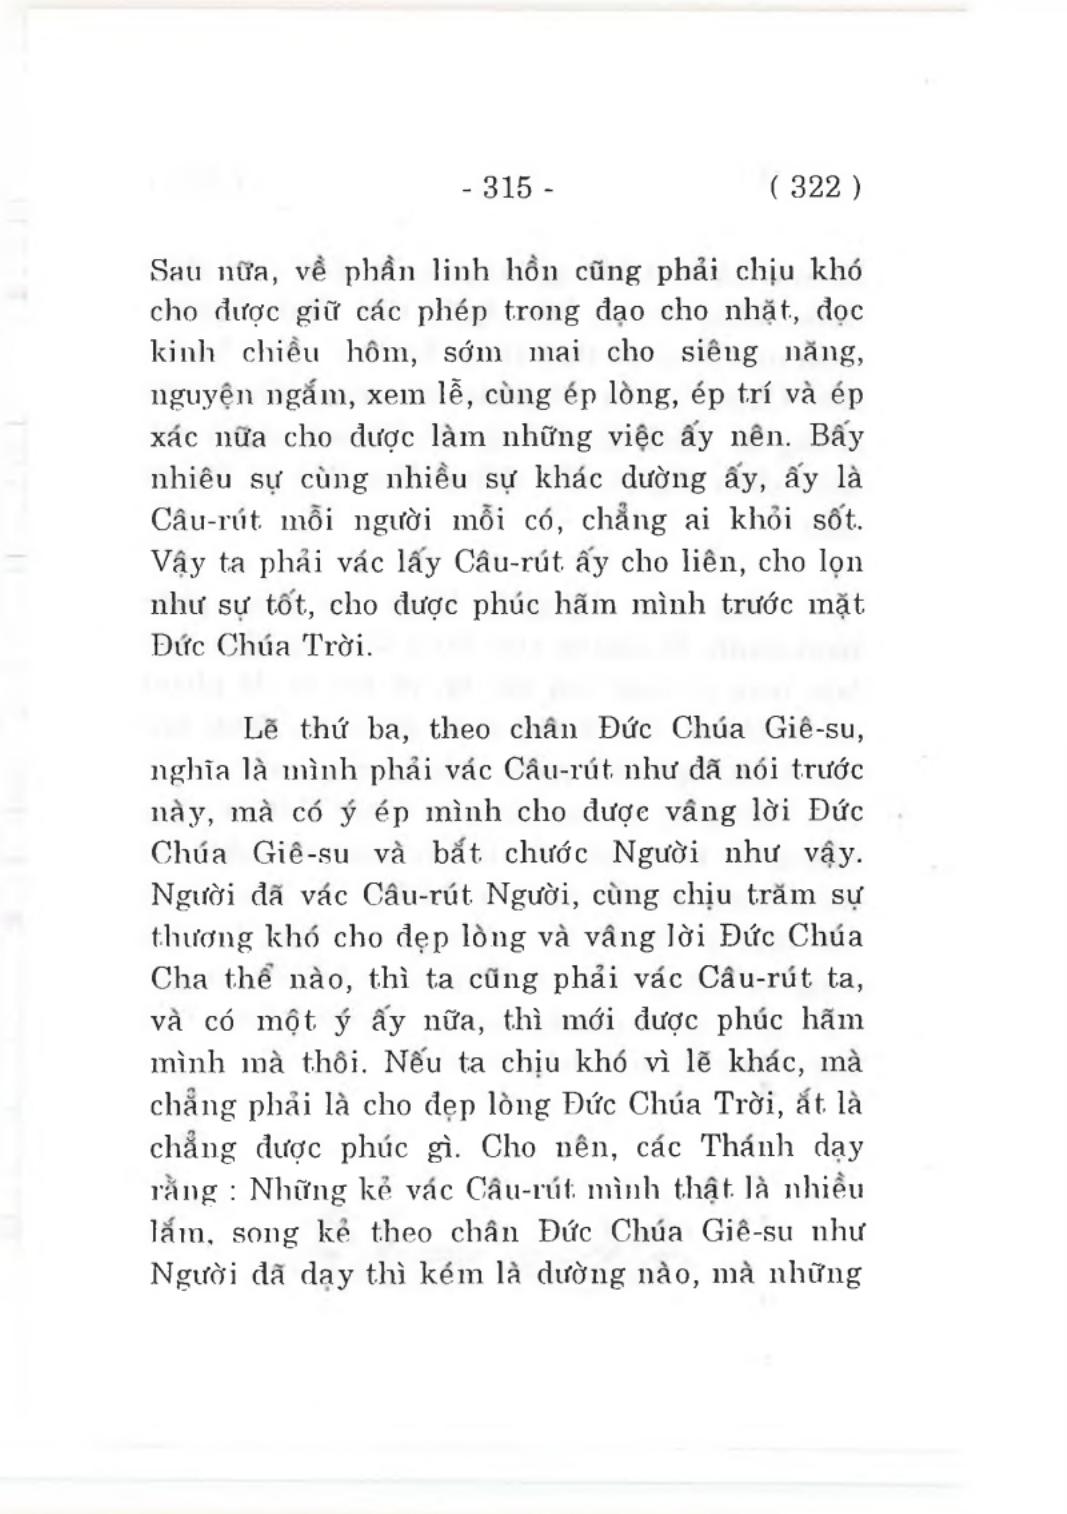 - 315 - ( 322 )
Sau nữa, về phần linh hồn cũng phải chịu khó
cho được giữ các phép trong đạo cho nhặt, đọc
kinh chiều hôm, sớm mai cho siêng năng,
nguyện ngắm, xem lễ, cùng ép lòng, ép trí và ép
xác nữa cho được làm những việc ấy nên. Bấy
nhiêu sự cùng nhiều sự khác dường ấy, ấy là
Câu-rút mỗi người mỗi có, chẳng ai khỏi sốt.
Vậy ta phải vác lấy Câu-rút ấy cho liên, cho lọn
như sự tốt, cho được phúc hãm mình trước mặt
Đức Chúa Trời.
Lẽ thứ ba, theo chân Đức Chúa Giê-su,
nghĩa là mình phải vác Câu-rút như đã nói trước
này, mà có ý ép mình cho được vâng lời Đức
Chúa Giê-su và bắt chước Người như vậy.
Người đã vác Câu-rút Người, cùng chịu trăm sự
thương khó cho đẹp lòng và vâng lời Đức Chúa
Cha thể nào, thì ta cũng phải vác Câu-rút ta,
và có một ý ấy nữa, thì mới được phúc hãm
mình mà thôi. Nếu ta chịu khó vì lẽ khác, mà
chẳng phải là cho đẹp lòng Đức Chúa Trời, ắt là
chẳng được phúc gì. Cho nên, các Thánh dạy
rằng : Những kẻ vác Câu-rút mình thật là nhiều
lắm, song kẻ theo chân Đức Chúa Giê-su như
Người đã dạy thì kém là dường nào, mà những